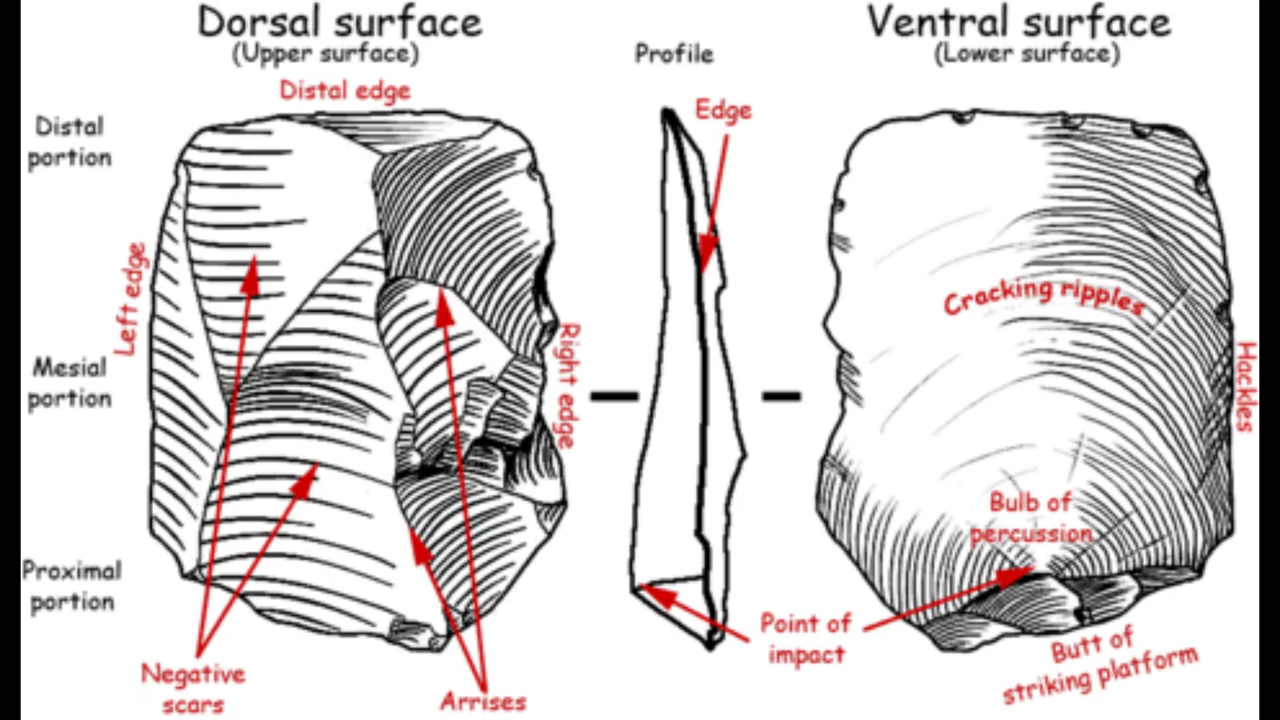 Dorsal surface
(Upper surface)
Distal edge
Distal
portion
Left edge
Mesial
portion
Right edge
Proximal
portion
Negative
scars
Arrises
Profile
Edge
Point of
impact
Ventral surface
(Lower surface)
Cracking ripples
Hackles
Bulb of
percussion
Butt of
striking platform